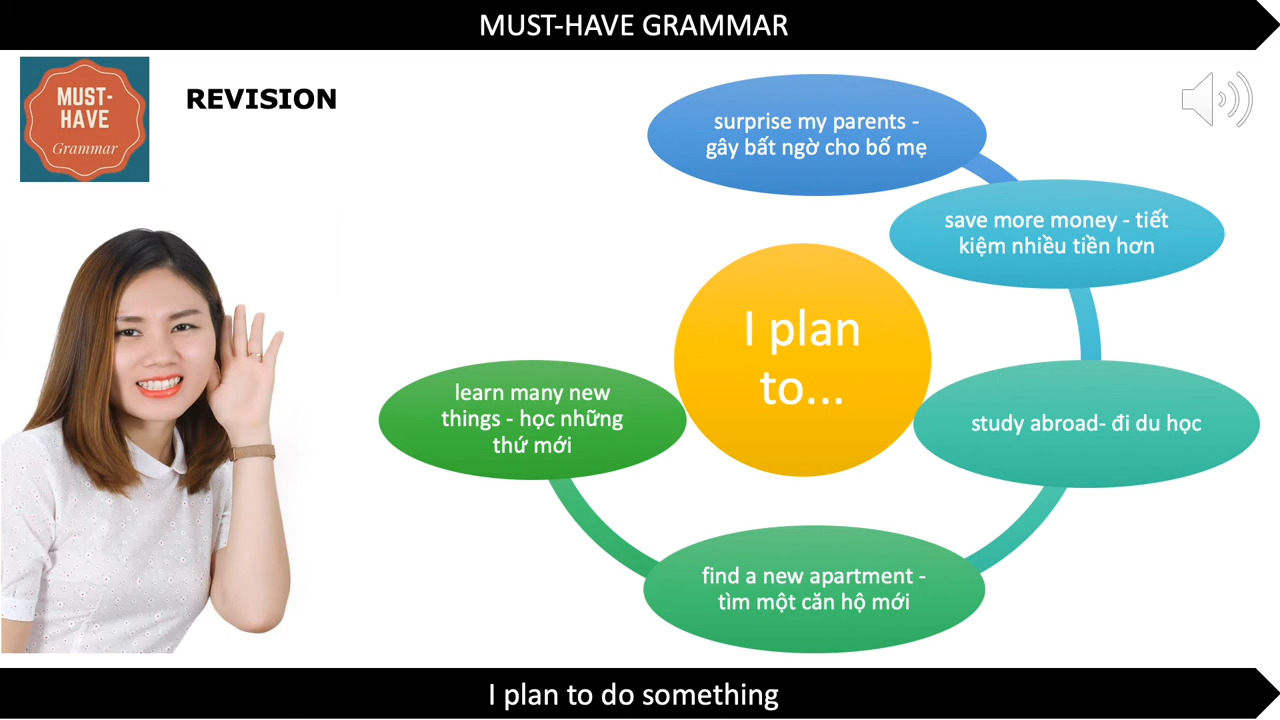 MUST-HAVE GRAMMAR
MUST-
HAVE
Grammar
REVISION
surprise my parents -
gây bất ngờ cho bố mẹ
save more money - tiết
kiệm nhiều tiền hơn
I plan
to...
learn many new
things - học những
thứ mới
study abroad- đi du học
find a new apartment -
tìm một căn hộ mới
I plan to do something